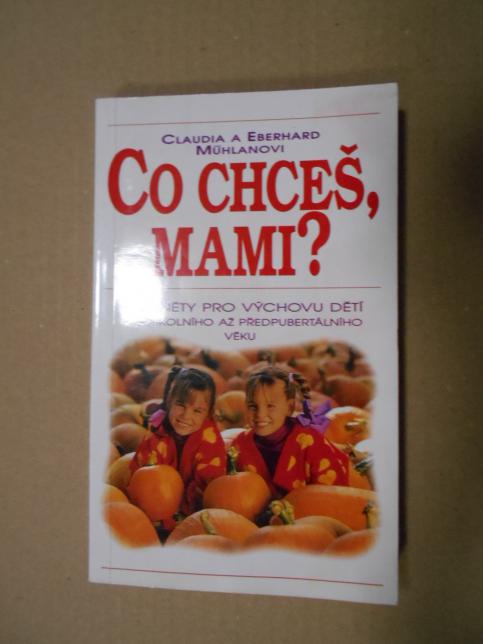 CLAUDIA A EBERHARD
MÜHLANOVI
CO CHCEŠ,
MAMI?
PRO VÝCHOVU DĚTÍ
AŽ PŘEDPUBERTÁLNÍHO
VĚKU